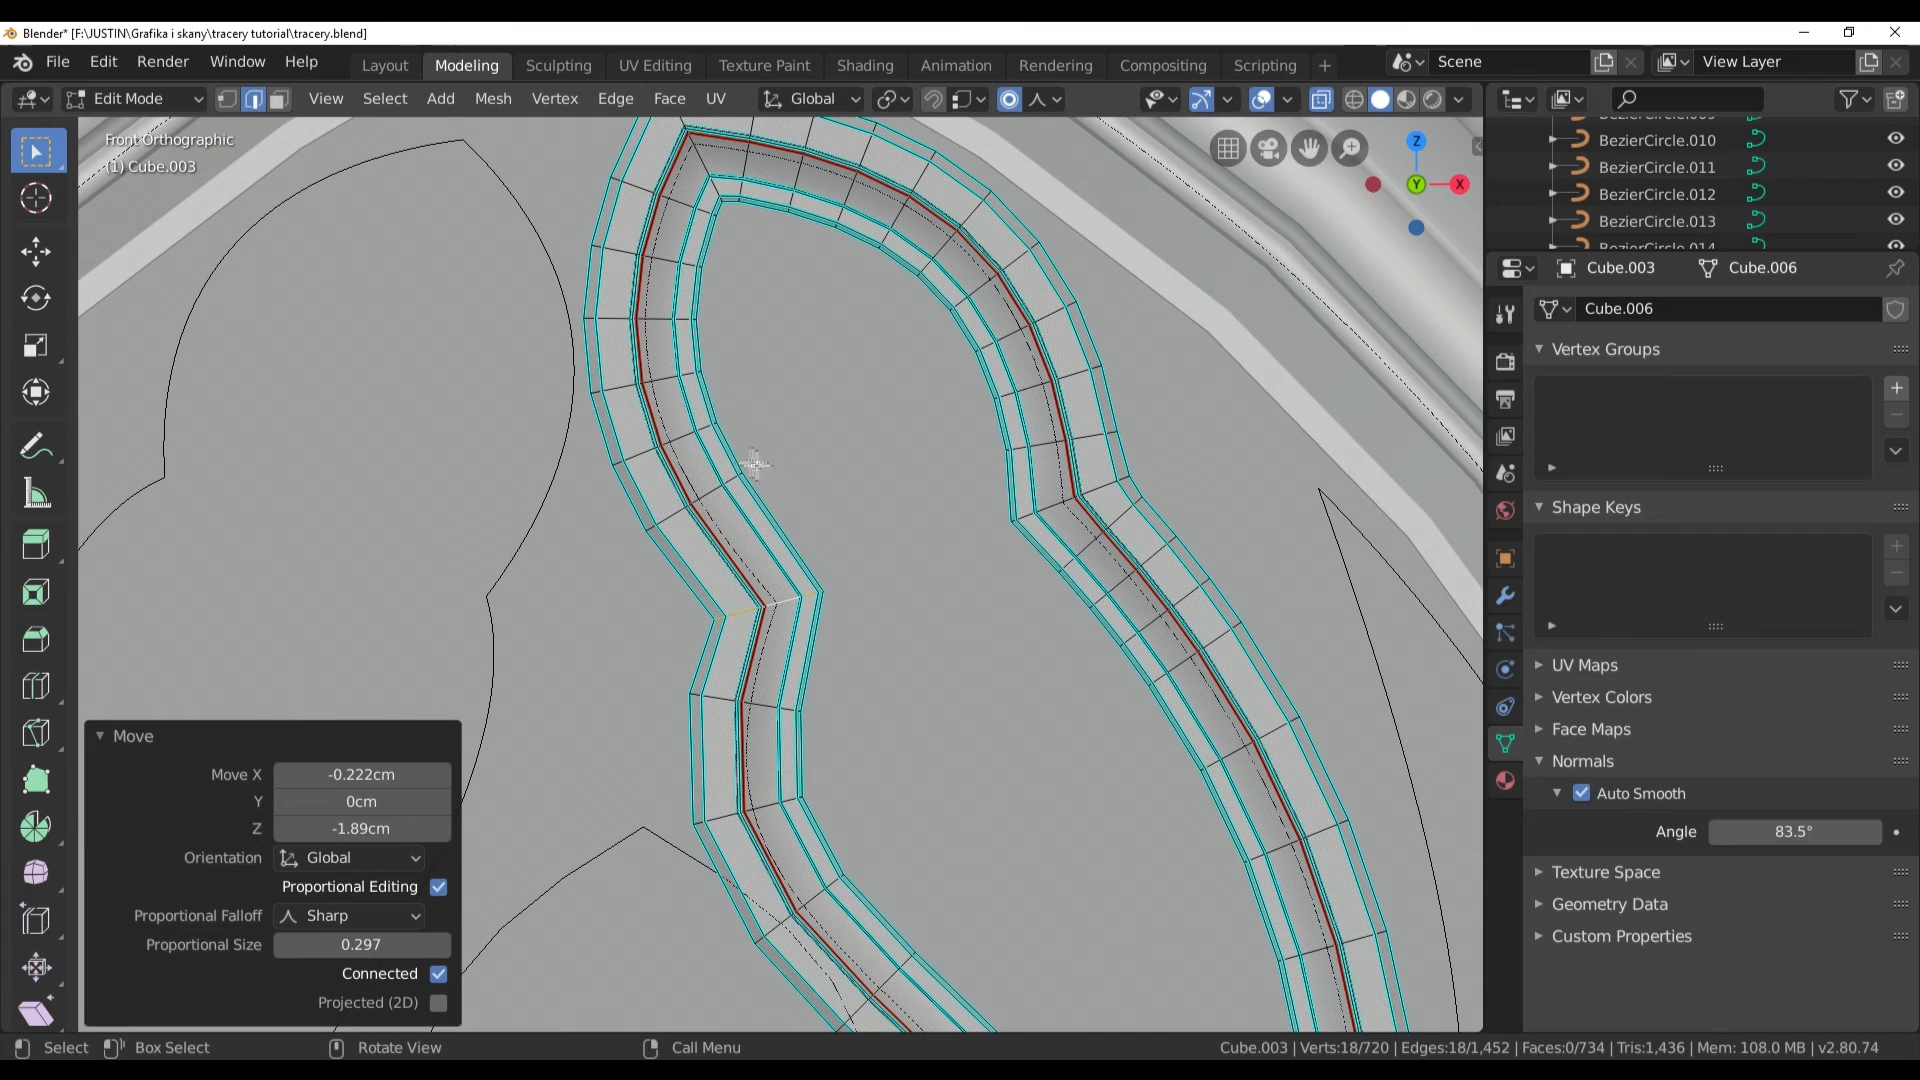 Blender* [F:\JUSTIN\Grafika i skany\tracery tutorial\tracery.blend]
File Edit Render Window Help Layout Modeling Sculpting UV Editing Texture Paint Shading Animation Rendering Compositing Scripting + Scene View Layer
Edit Mode View Select Add Mesh Vertex Edge Face UV Global
Front Orthographic
(1) Cube.003
Z
Y
X
BezierCircle.009
BezierCircle.010
BezierCircle.011
BezierCircle.012
BezierCircle.013
BezierCircle.014
Cube.003 Cube.006
Cube.006
Vertex Groups
Shape Keys
UV Maps
Vertex Colors
Face Maps
Normals
Auto Smooth
Angle 83.5°
Texture Space
Geometry Data
Custom Properties
Move
Move X -0.222cm
Y 0cm
Z -1.89cm
Orientation Global
Proportional Editing
Proportional Falloff Sharp
Proportional Size 0.297
Connected
Projected (2D)
Select Box Select Rotate View Call Menu Cube.003 | Verts:18/720 | Edges:18/1,452 | Faces:0/734 | Tris:1,436 | Mem: 108.0 MB | v2.80.74